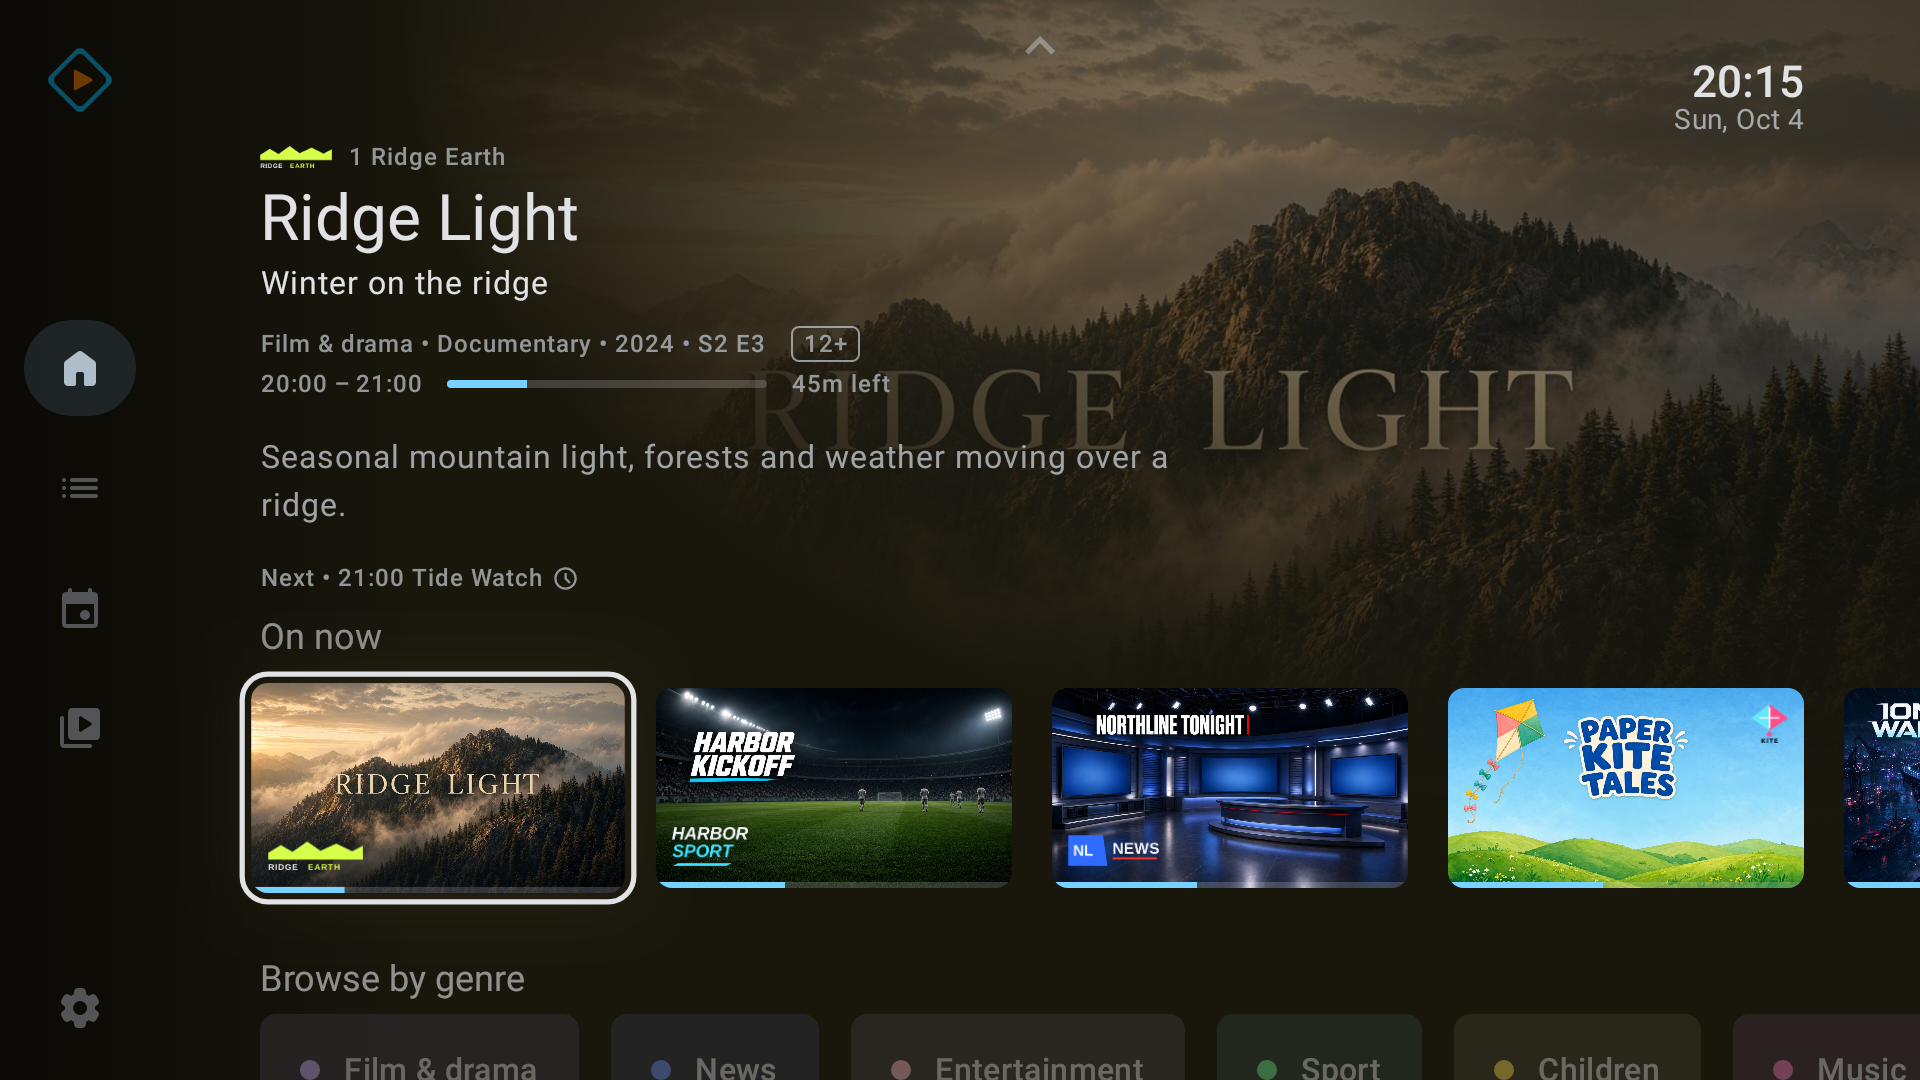 20:15
Sun, Oct 4
RIDGE EARTH
1 Ridge Earth
Ridge Light
Winter on the ridge
Film & drama • Documentary • 2024 • S2 E3
12+
20:00 – 21:00
45m left
RIDGE LIGHT
Seasonal mountain light, forests and weather moving over a
ridge.
Next • 21:00 Tide Watch
On now
RIDGE LIGHT
RIDGE EARTH
HARBOR
KICKOFF
HARBOR
SPORT
NORTHLINE TONIGHT
NL NEWS
PAPER
KITE
TALES
KITE
Browse by genre
Film & drama
News
Entertainment
Sport
Children
Music